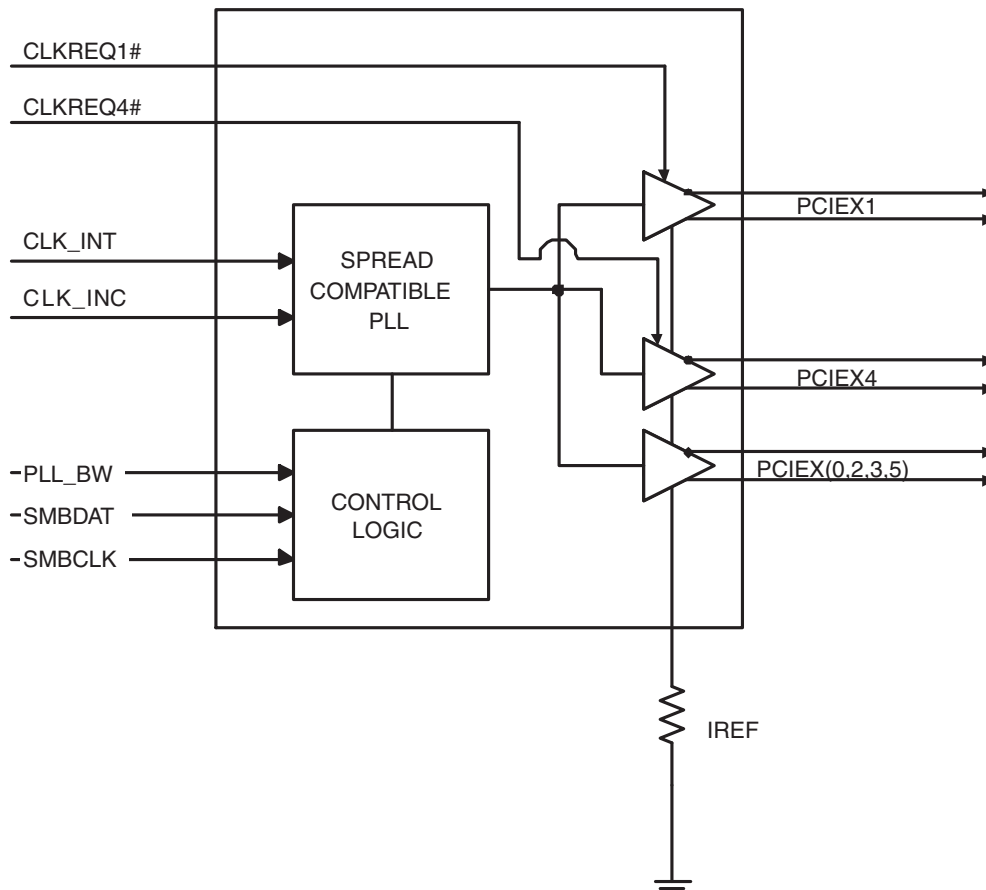 CLKREQ1#
CLKREQ4#
PCIEX1
CLK_INT
SPREAD
COMPATIBLE
PLL
CLK_INC
PCIEX4
PLL_BW
SMBDAT
SMBCLK
CONTROL
LOGIC
PCIEX(0,2,3,5)
IREF